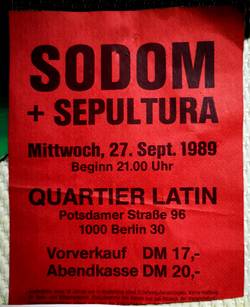 SODOM
+ SEPULTURA
Mittwoch, 27. Sept. 1989
Beginn 21.00 Uhr
QUARTIER LATIN
Potsdamer Straße 96
1000 Berlin 30
Vorverkauf DM 17,-
Abendkasse DM 20,-